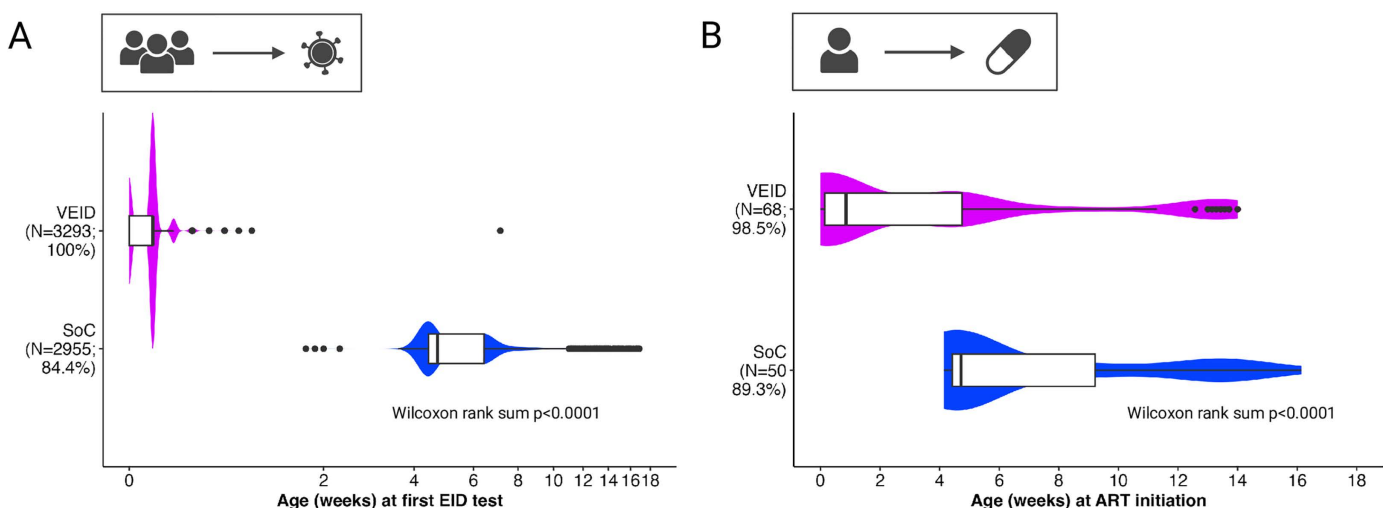 A
VEID
(N=3293;
100%)
SoC
(N=2955;
84.4%)
Wilcoxon rank sum p<0.0001
0 2 4 6 8 10 12 14 16 18
Age (weeks) at first EID test
B
VEID
(N=68;
98.5%)
SoC
(N=50
89.3%)
Wilcoxon rank sum p<0.0001
0 2 4 6 8 10 12 14 16 18
Age (weeks) at ART initiation